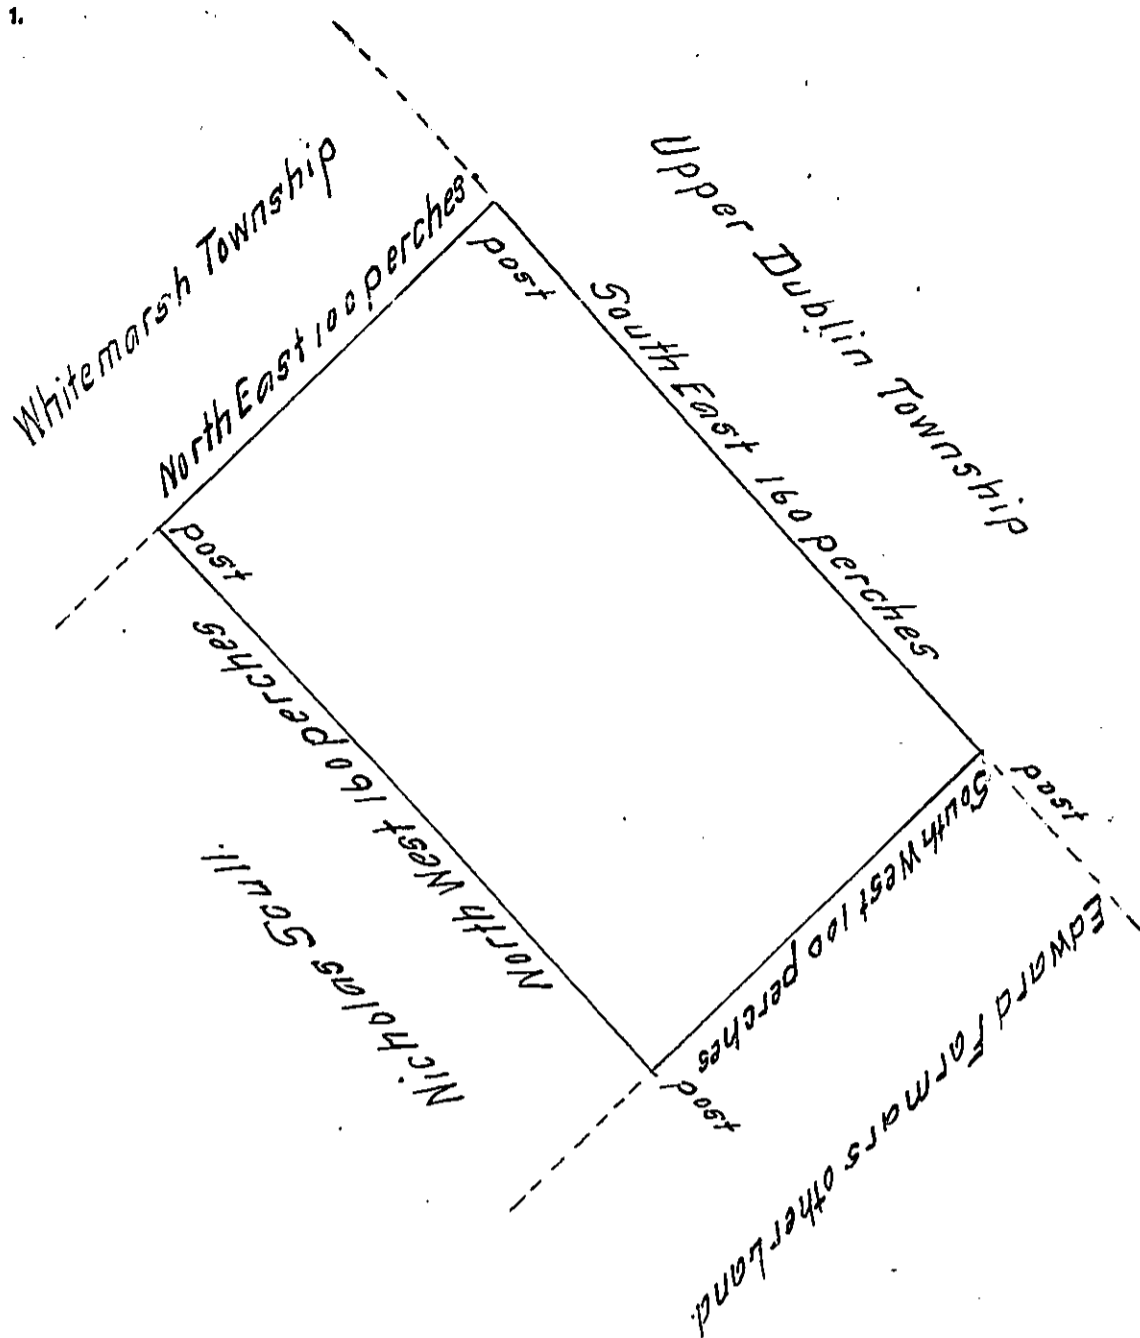 1.
Whitemarsh Township
North East 100 perches
Upper Dublin Township
post
South East 160 perches
post
North West 160 perches
post
South West 100 perches
Nicholas Scull.
post
Edward Farmars other Land.